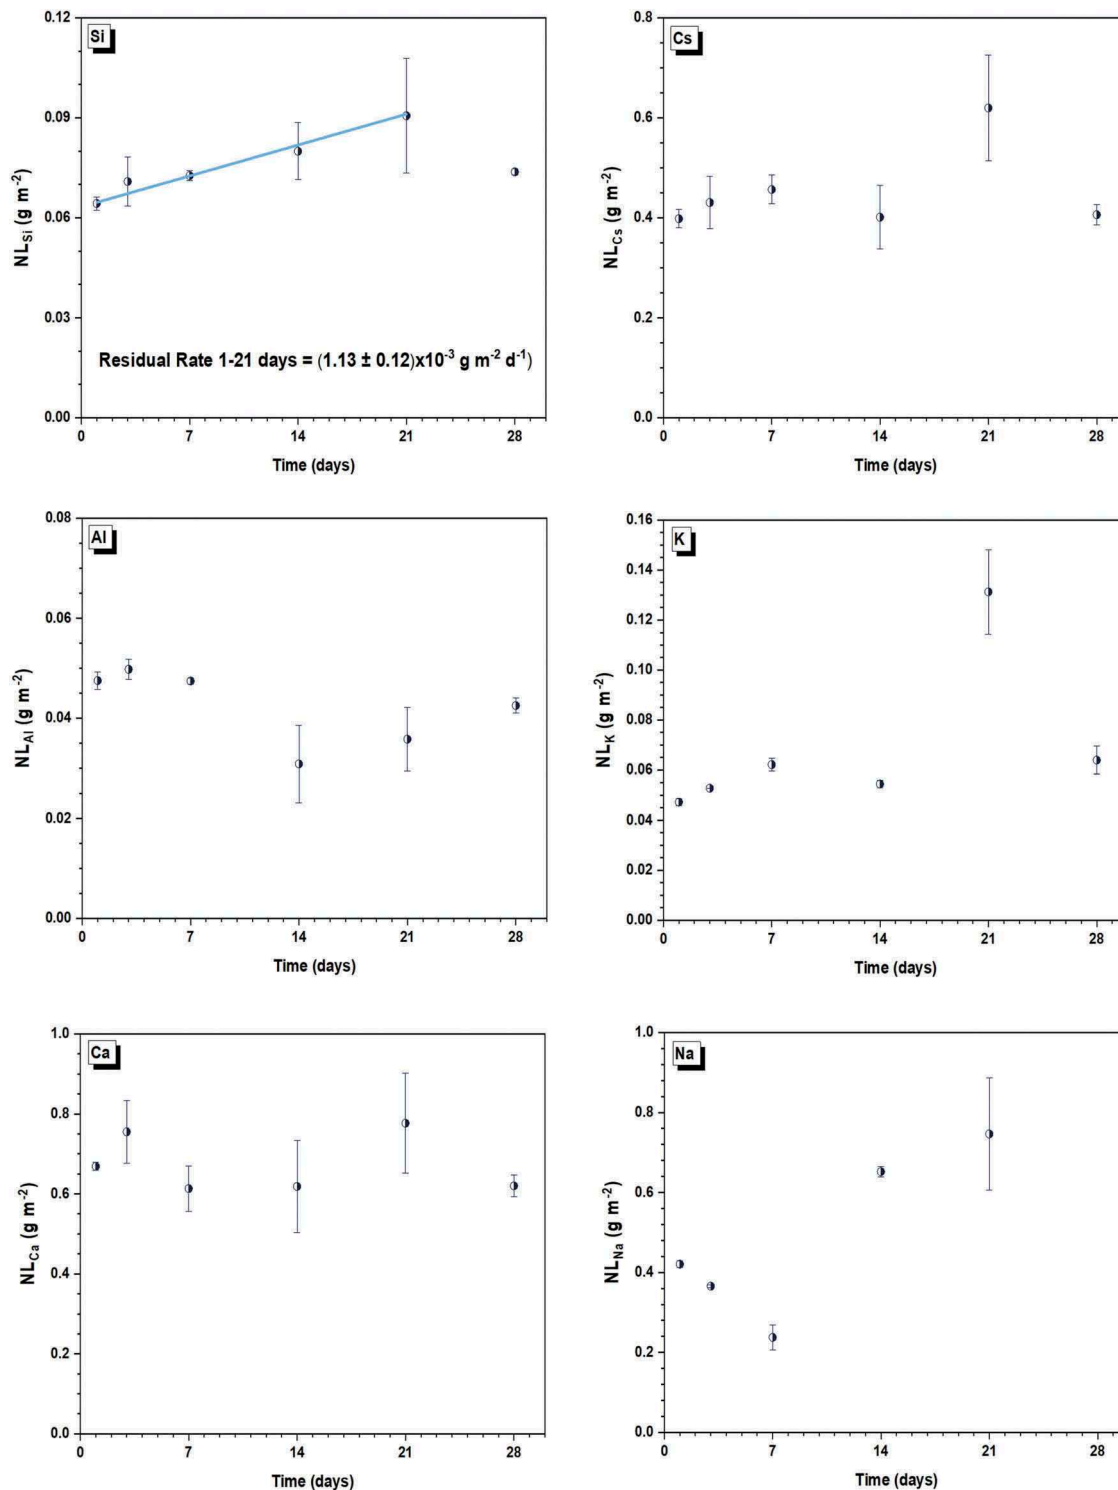 Si
0.12
0.09
0.06
0.03
0.00
NL_Si (g m⁻²)
Residual Rate 1-21 days = (1.13 ± 0.12)x10⁻³ g m⁻² d⁻¹)
0 7 14 21 28
Time (days)
Cs
0.8
0.6
0.4
0.2
0.0
NL_Cs (g m⁻²)
0 7 14 21 28
Time (days)
Al
0.08
0.06
0.04
0.02
0.00
NL_Al (g m⁻²)
0 7 14 21 28
Time (days)
K
0.16
0.14
0.12
0.10
0.08
0.06
0.04
0.02
0.00
NL_K (g m⁻²)
0 7 14 21 28
Time (days)
Ca
1.0
0.8
0.6
0.4
0.2
0.0
NL_Ca (g m⁻²)
0 7 14 21 28
Time (days)
Na
1.0
0.8
0.6
0.4
0.2
0.0
NL_Na (g m⁻²)
0 7 14 21 28
Time (days)